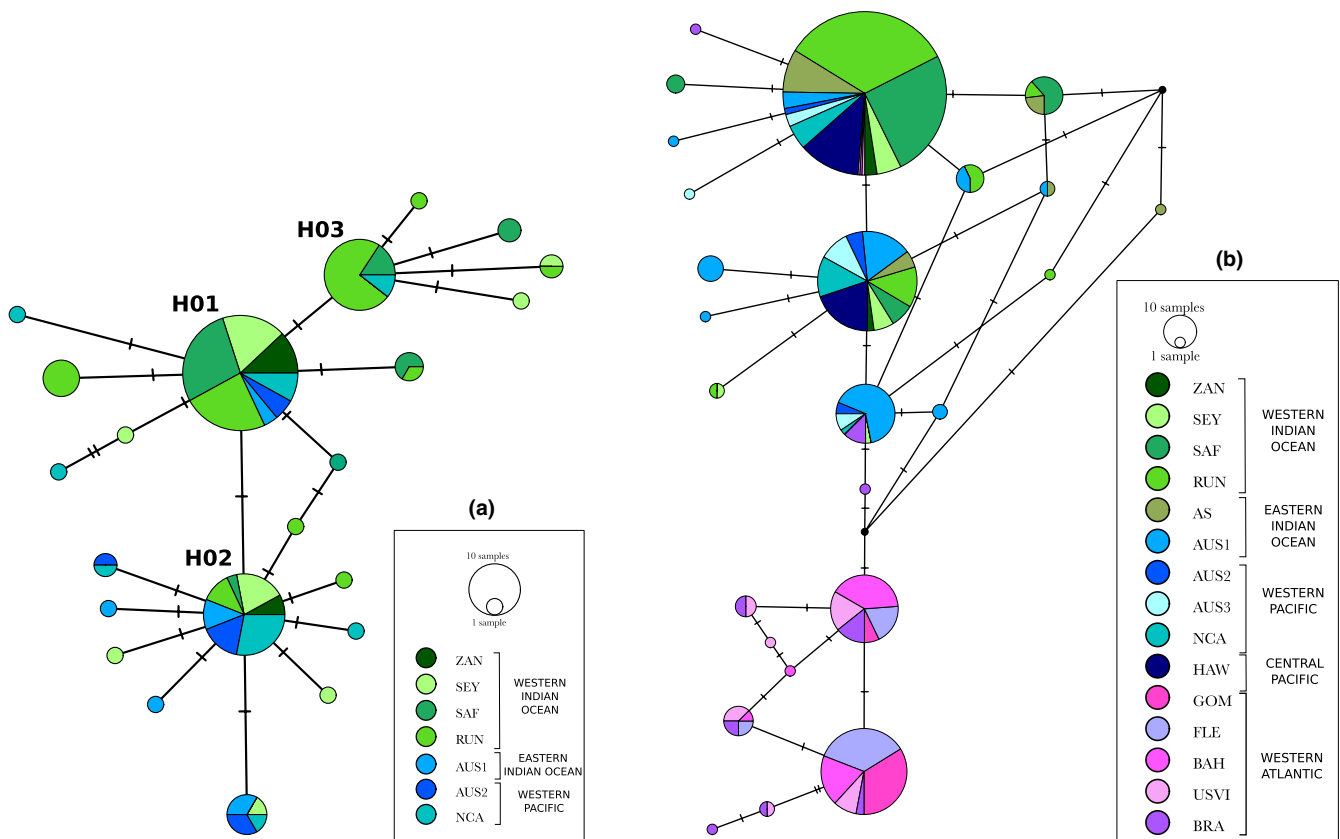 H03
H01
H02
(a)
10 samples
1 sample
ZAN
SEY
SAF
RUN
WESTERN
INDIAN
OCEAN
AUS1
EASTERN
INDIAN OCEAN
AUS2
NCA
WESTERN
PACIFIC
(b)
10 samples
1 sample
ZAN
SEY
SAF
RUN
WESTERN
INDIAN
OCEAN
AS
AUS1
EASTERN
INDIAN
OCEAN
AUS2
AUS3
NCA
WESTERN
PACIFIC
HAW
CENTRAL
PACIFIC
GOM
FLE
BAH
USVI
BRA
WESTERN
ATLANTIC